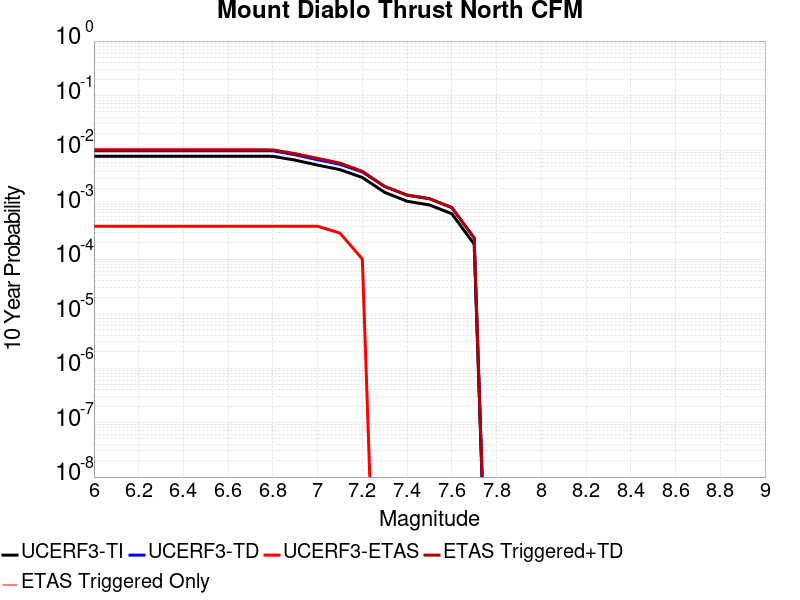 Mount Diablo Thrust North CFM
10^0
10^-1
10^-2
10^-3
10^-4
10^-5
10^-6
10^-7
10^-8
10 Year Probability
6 6.2 6.4 6.6 6.8 7 7.2 7.4 7.6 7.8 8 8.2 8.4 8.6 8.8 9
Magnitude
UCERF3-TI UCERF3-TD UCERF3-ETAS ETAS Triggered+TD
ETAS Triggered Only